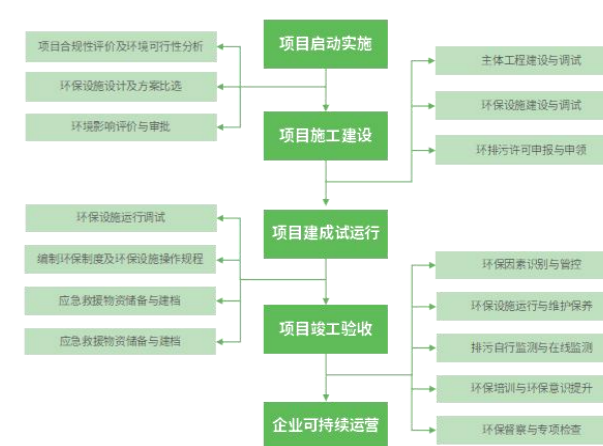 项目启动实施
项目合规性评价及环境可行性分析
环保设施设计及方案比选
环境影响评价与审批
项目施工建设
主体工程建设与调试
环保设施建设与调试
环排污许可申报与申领
项目建成试运行
环保设施运行调试
编制环保制度及环保设施操作规程
应急救援物资储备与建档
应急救援物资储备与建档
项目竣工验收
环保因素识别与管控
环保设施运行与维护保养
排污自行监测与在线监测
环保培训与环保意识提升
环保督察与专项检查
企业可持续运营